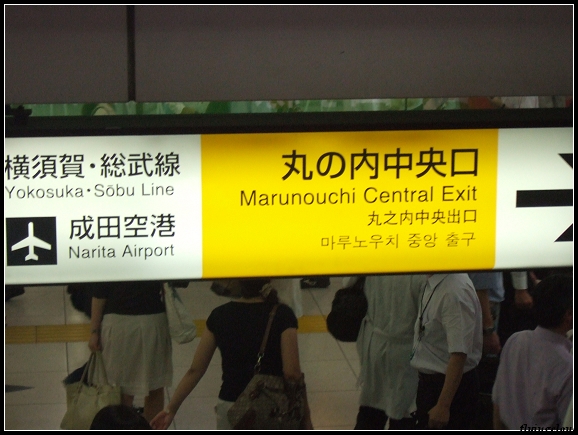 横須賀・総武線
Yokosuka・Sōbu Line
成田空港
Narita Airport
丸の内中央口
Marunouchi Central Exit
丸之内中央出口
마루노우치 중앙 출구